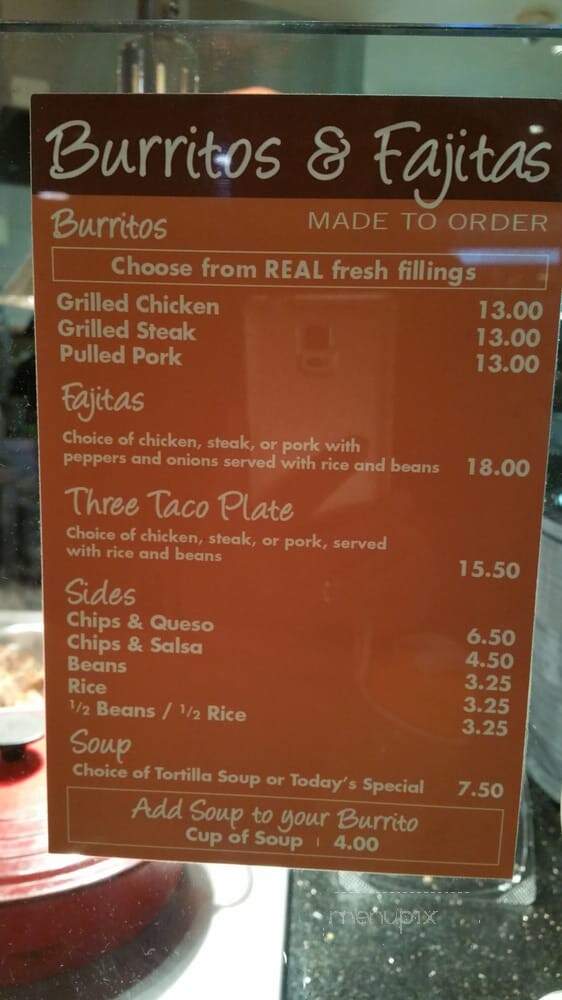 Burritos & Fajitas
Burritos MADE TO ORDER
Choose from REAL fresh fillings
Grilled Chicken 13.00
Grilled Steak 13.00
Pulled Pork 13.00
Fajitas
Choice of chicken, steak, or pork with
peppers and onions served with rice and beans 18.00
Three Taco Plate
Choice of chicken, steak, or pork, served
with rice and beans 15.50
Sides
Chips & Queso 6.50
Chips & Salsa 4.50
Beans 3.25
Rice 3.25
1/2 Beans / 1/2 Rice 3.25
Soup
Choice of Tortilla Soup or Today's Special 7.50
Add Soup to your Burrito
Cup of Soup | 4.00
menupix